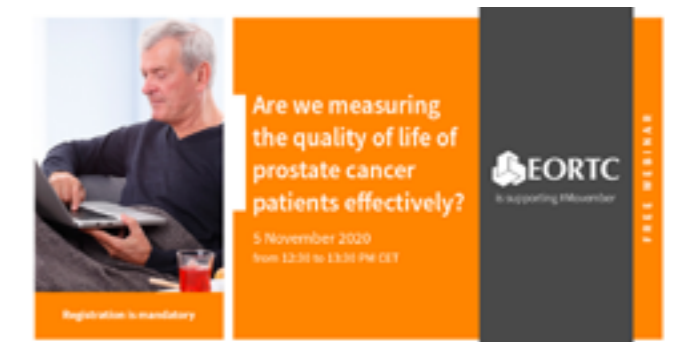 Are we measuring
the quality of life of
prostate cancer
patients effectively?
5 November 2020
from 12:30 to 13:30 PM CET
Registration is mandatory
EORTC
is supporting #Movember
FREE WEBINAR